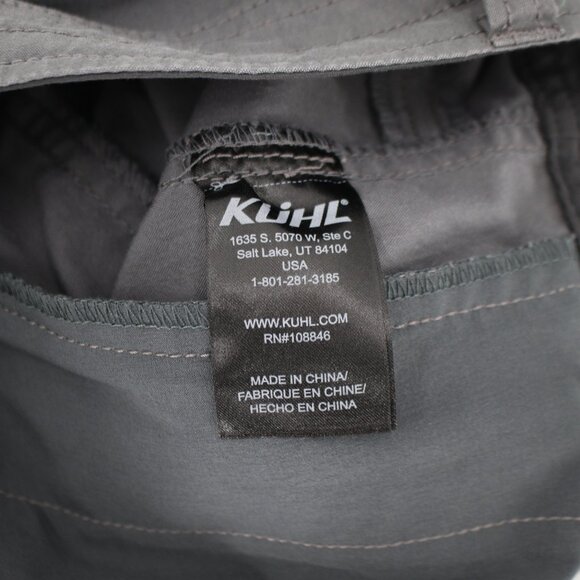 KÜHL
1635 S. 5070 W, Ste C
Salt Lake, UT 84104
USA
1-801-281-3185
WWW.KUHL.COM
RN#108846
MADE IN CHINA/
FABRIQUE EN CHINE/
HECHO EN CHINA